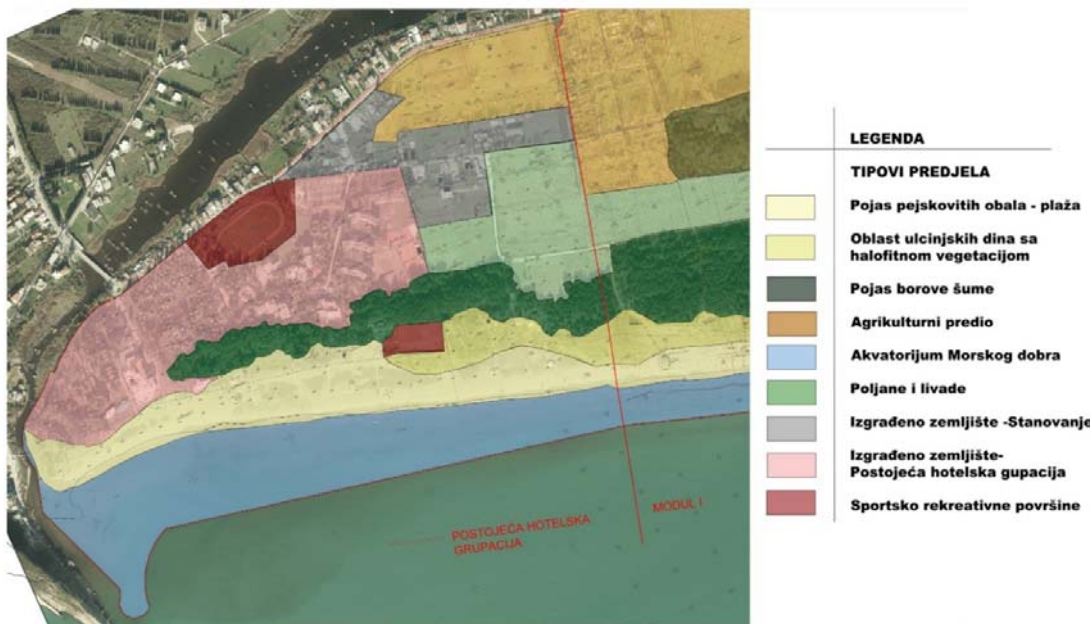 POSTOJEĆA HOTELSKA
GRUPACIJA
MODUL I
LEGENDA
TIPOVI PREDJELA
Pojas pejskovitih obala - plaža
Oblast ulcinjskih dina sa
halofitnom vegetacijom
Pojas borove šume
Agrikulturni predio
Akvatorijum Morskog dobra
Poljane i livade
Izgrađeno zemljište -Stanovanje
Izgrađeno zemljište-
Postojeća hotelska gupacija
Sportsko rekreativne površine